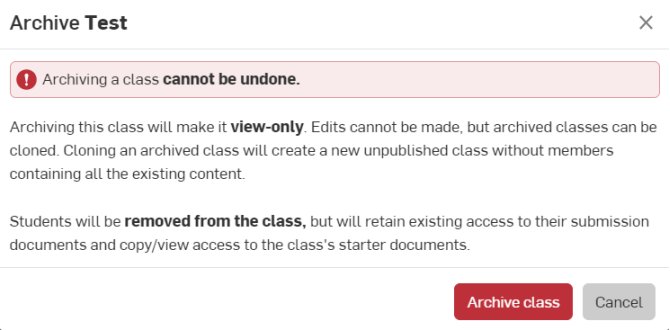 Archive Test
Archiving a class cannot be undone.
Archiving this class will make it view-only. Edits cannot be made, but archived classes can be
cloned. Cloning an archived class will create a new unpublished class without members
containing all the existing content.
Students will be removed from the class, but will retain existing access to their submission
documents and copy/view access to the class's starter documents.
Archive class
Cancel